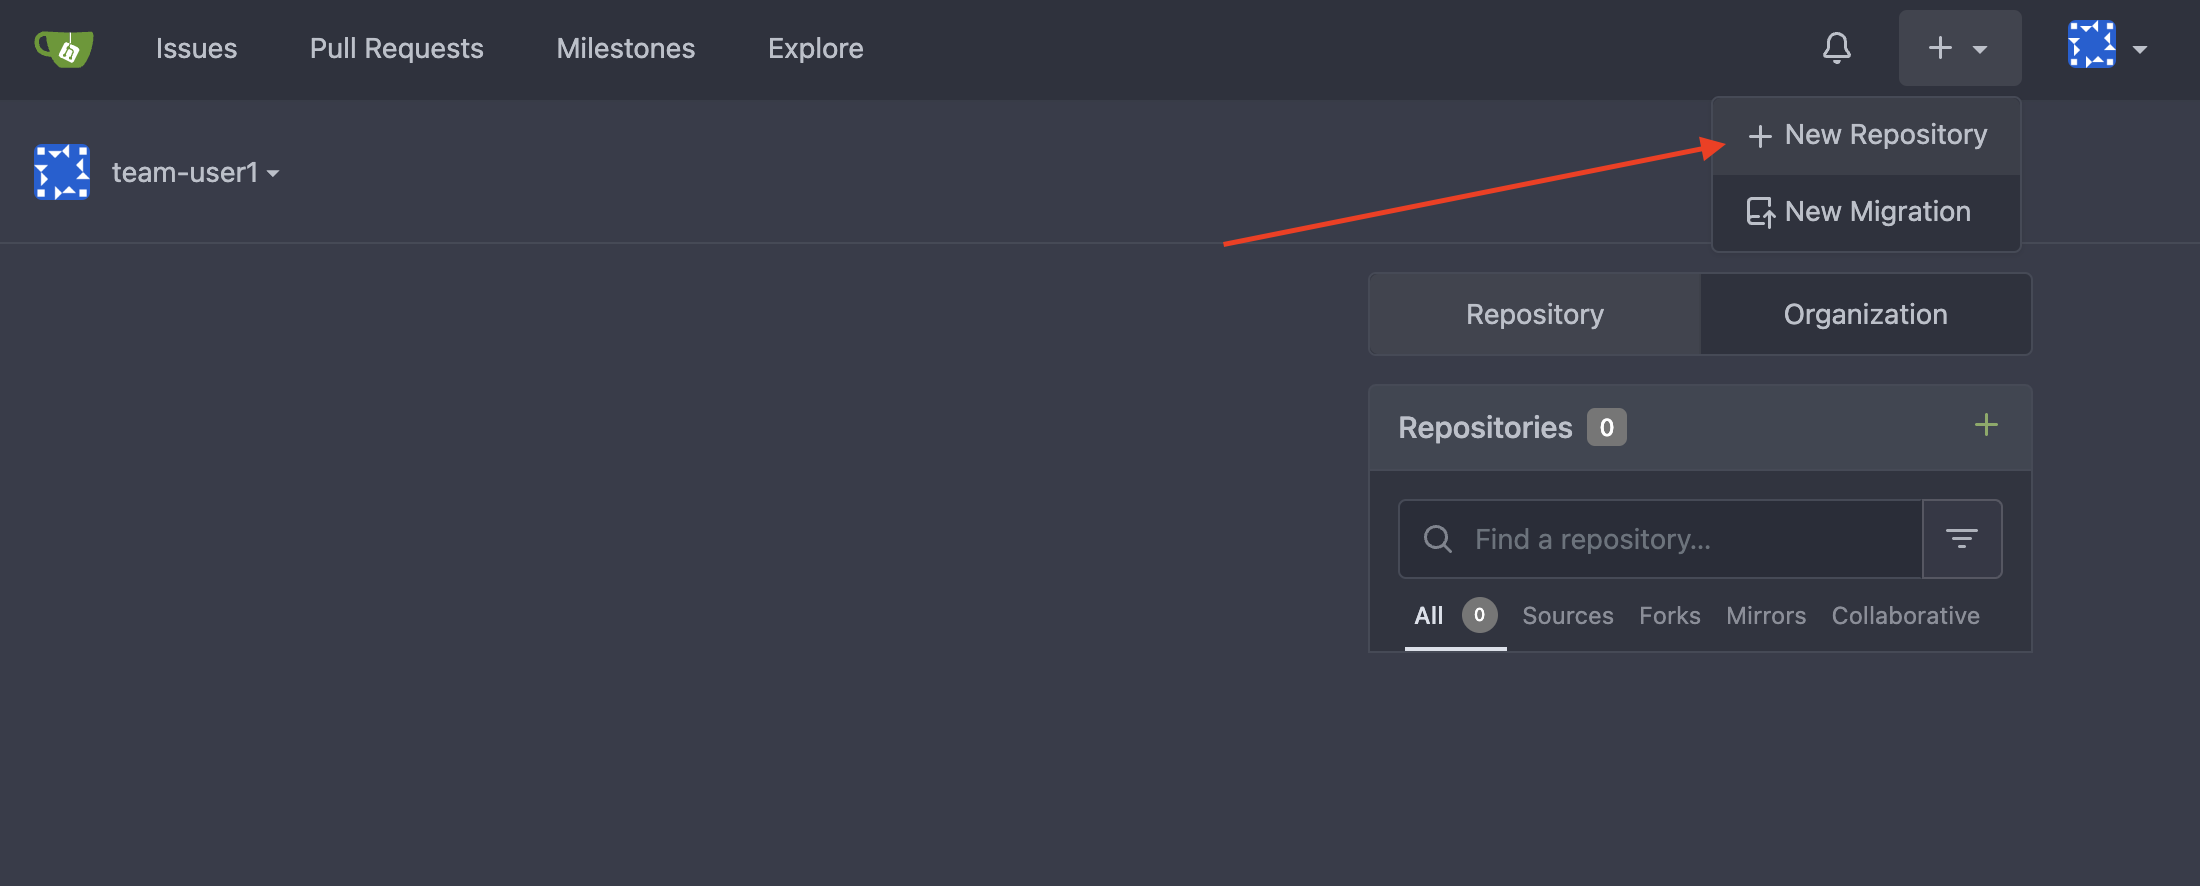 Issues Pull Requests Milestones Explore
New Repository
New Migration
team-user1
Repository Organization
Repositories 0
Find a repository...
All 0 Sources Forks Mirrors Collaborative